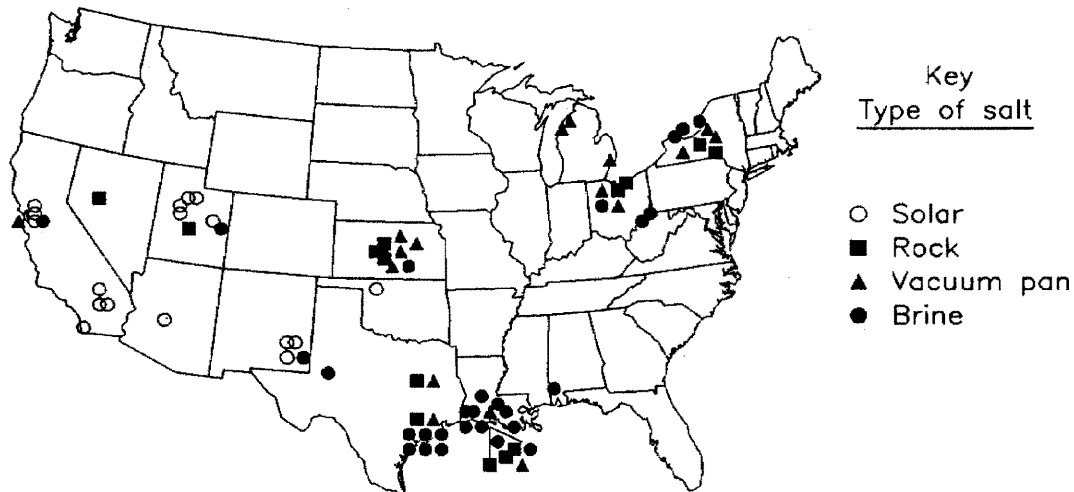 Key
Type of salt
Solar
Rock
Vacuum pan
Brine